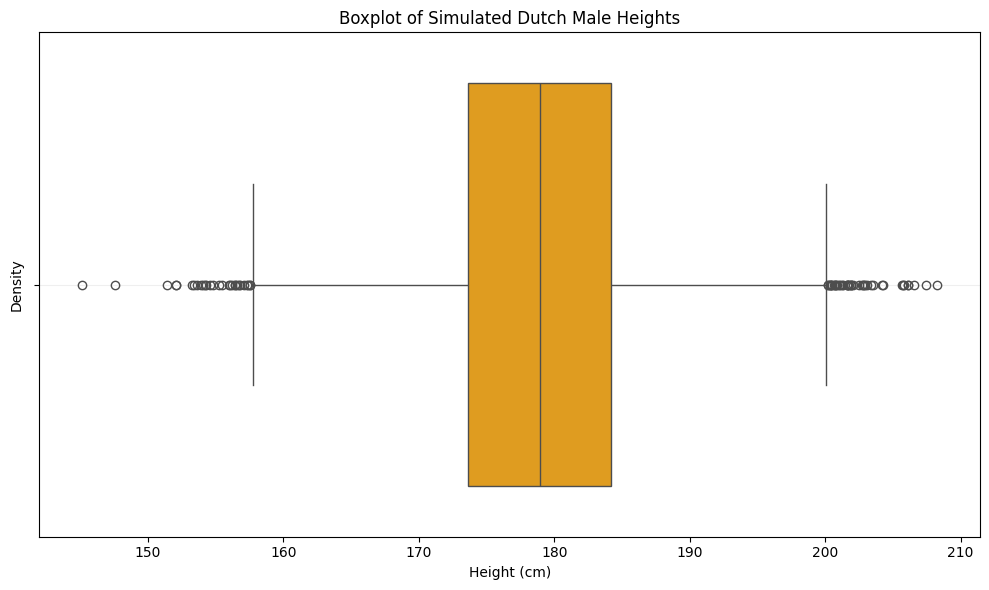 Boxplot of Simulated Dutch Male Heights
Density
150 160 170 180 190 200 210
Height (cm)